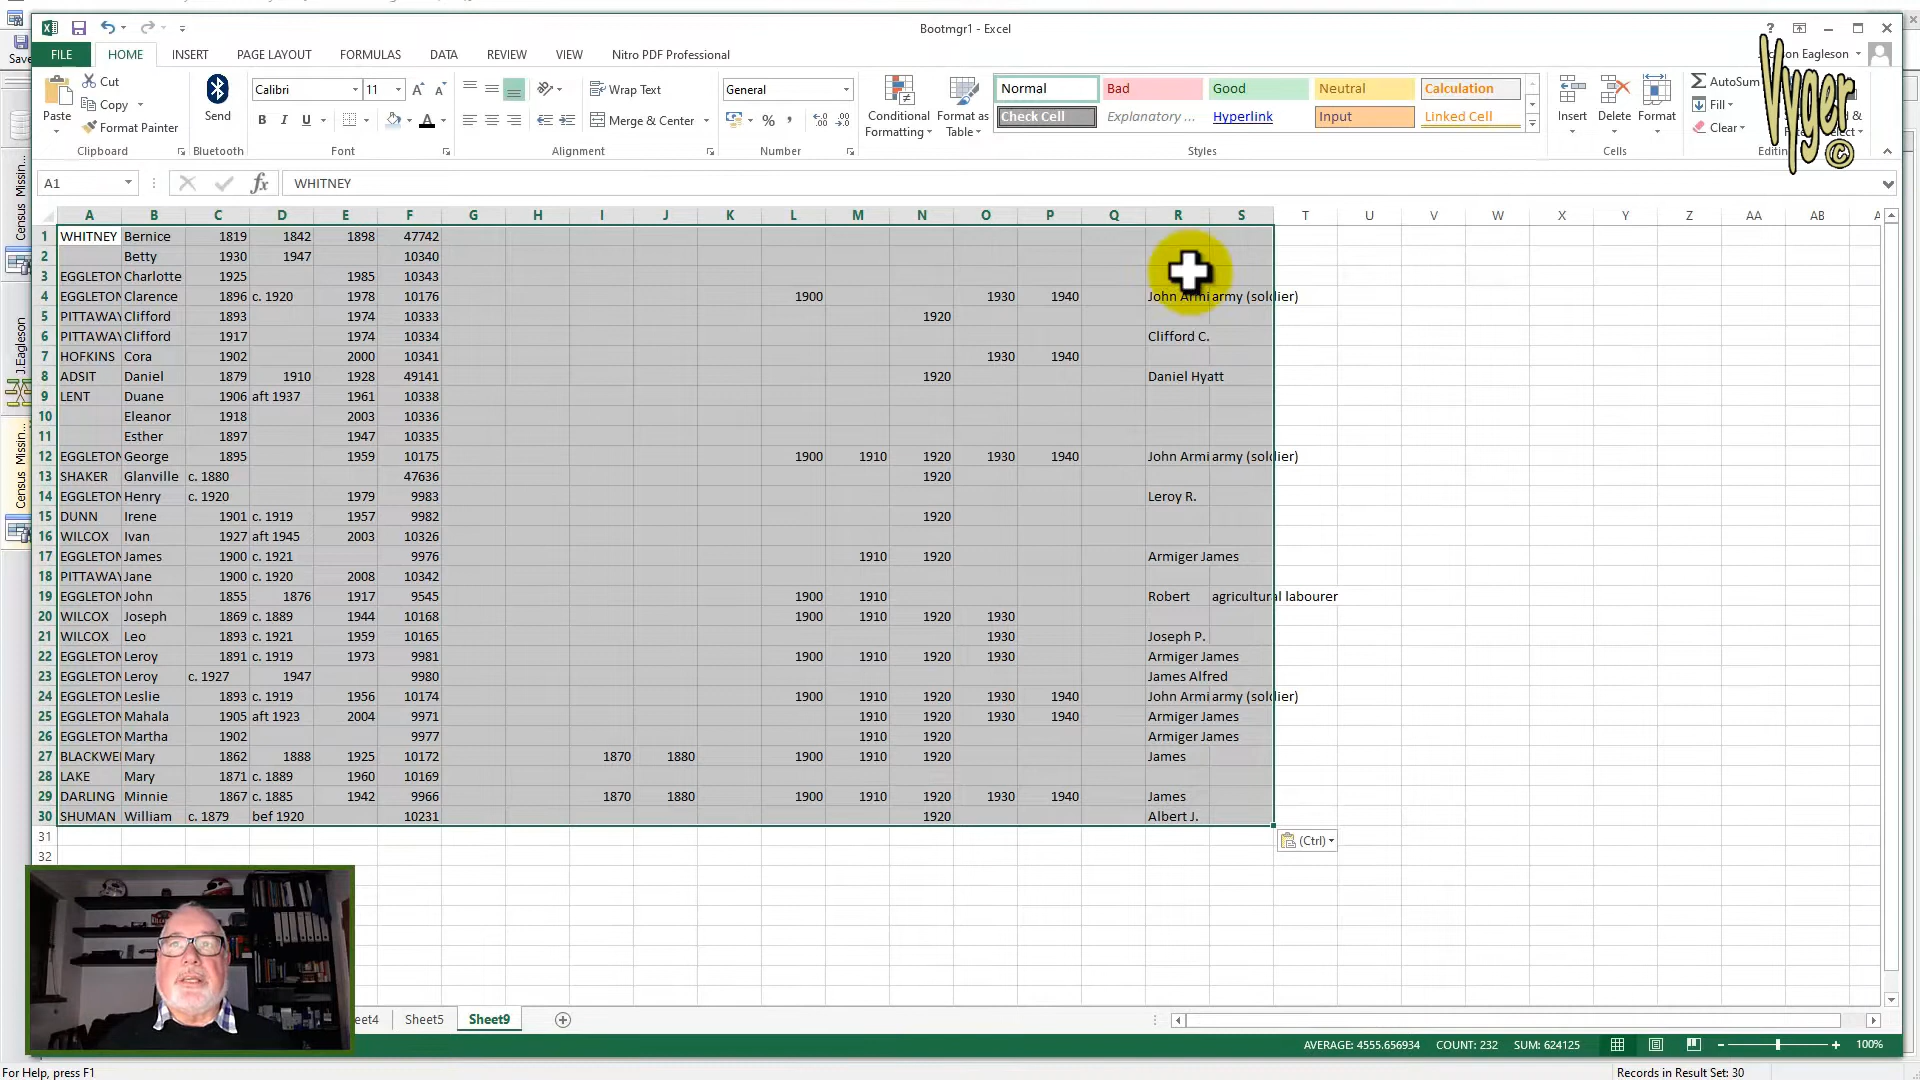 Bootmgr1 - Excel
FILE HOME INSERT PAGE LAYOUT FORMULAS DATA REVIEW VIEW Nitro PDF Professional
Eagleson
Cut
Copy
Format Painter
Paste
Clipboard
Send
Bluetooth
Calibri 11
B I U
Font
Wrap Text
Merge & Center
Alignment
General
Number
Conditional Formatting
Format as Table
Normal Bad Good Neutral Calculation
Check Cell Explanatory ... Hyperlink Input Linked Cell
Styles
Insert Delete Format
Cells
AutoSum
Fill
Clear
Vyger ©
A1 WHITNEY
A B C D E F G H I J K L M N O P Q R S T U V W X Y Z AA AB
1 WHITNEY Bernice 1819 1842 1898 47742
2 Betty 1930 1947 10340
3 EGGLETON Charlotte 1925 1985 10343
4 EGGLETON Clarence 1896 c. 1920 1978 10176 1900 1930 1940 John Armi army (soldier)
5 PITTAWAY Clifford 1893 1974 10333 1920
6 PITTAWAY Clifford 1917 1974 10334 Clifford C.
7 HOFKINS Cora 1902 2000 10341 1930 1940
8 ADSIT Daniel 1879 1910 1928 49141 1920 Daniel Hyatt
9 LENT Duane 1906 aft 1937 1961 10338
10 Eleanor 1918 2003 10336
11 Esther 1897 1947 10335
12 EGGLETON George 1895 1959 10175 1900 1910 1920 1930 1940 John Armi army (soldier)
13 SHAKER Glanville c. 1880 47636 1920
14 EGGLETON Henry c. 1920 1979 9983 Leroy R.
15 DUNN Irene 1901 c. 1919 1957 9982 1920
16 WILCOX Ivan 1927 aft 1945 2003 10326
17 EGGLETON James 1900 c. 1921 9976 1910 1920 Armiger James
18 PITTAWAY Jane 1900 c. 1920 2008 10342
19 EGGLETON John 1855 1876 1917 9545 1900 1910 Robert agricultural labourer
20 WILCOX Joseph 1869 c. 1889 1944 10168 1900 1910 1920 1930
21 WILCOX Leo 1893 c. 1921 1959 10165 1930 Joseph P.
22 EGGLETON Leroy 1891 c. 1919 1973 9981 1900 1910 1920 1930 Armiger James
23 EGGLETON Leroy c. 1927 1947 9980 James Alfred
24 EGGLETON Leslie 1893 c. 1919 1956 10174 1900 1910 1920 1930 1940 John Armi army (soldier)
25 EGGLETON Mahala 1905 aft 1923 2004 9971 1910 1920 1930 1940 Armiger James
26 EGGLETON Martha 1902 9977 1910 1920 Armiger James
27 BLACKWE Mary 1862 1888 1925 10172 1870 1880 1900 1910 1920 James
28 LAKE Mary 1871 c. 1889 1960 10169
29 DARLING Minnie 1867 c. 1885 1942 9966 1870 1880 1900 1910 1920 1930 1940 James
30 SHUMAN William c. 1879 bef 1920 10231 1920 Albert J.
31
32
(Ctrl)
Census Missin...
J.Eagleson
Census Missin...
Sheet5 Sheet9
AVERAGE: 4555.656934 COUNT: 232 SUM: 624125 100%
For Help, press F1
Records in Result Set: 30